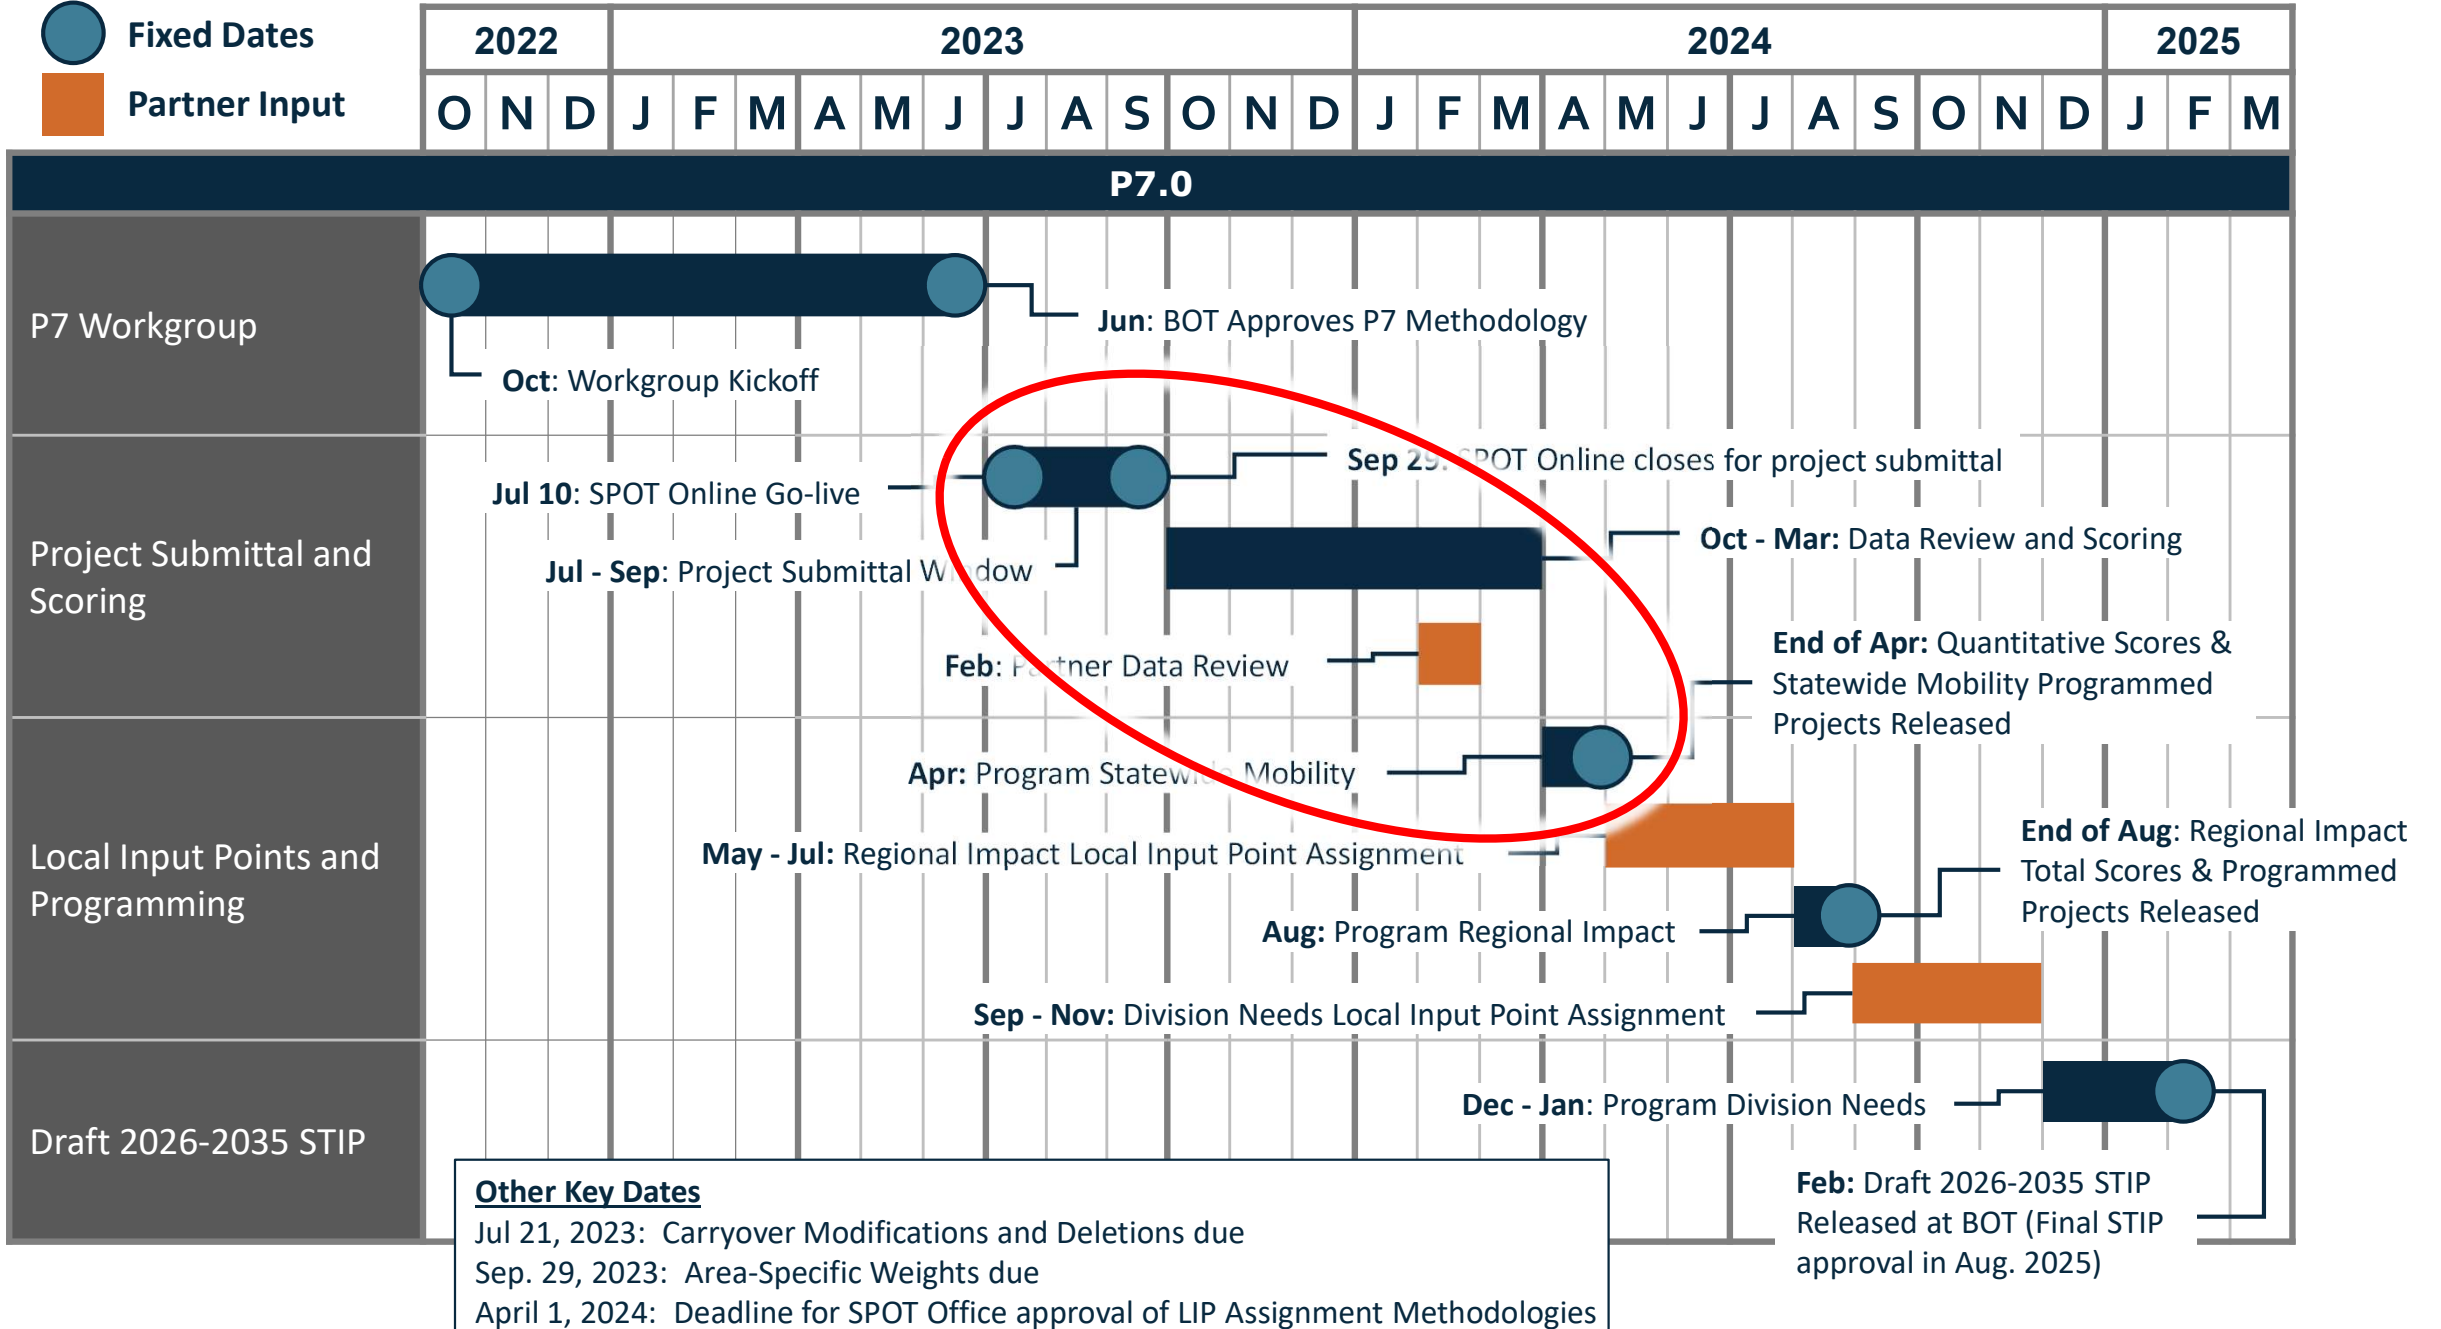 Fixed Dates
Partner Input
2022 2023 2024 2025
O N D J F M A M J J A S O N D J F M A M J J A S O N D J F M
P7.0
P7 Workgroup
Jun: BOT Approves P7 Methodology
Oct: Workgroup Kickoff
Project Submittal and
Scoring
Sep 29: SPOT Online closes for project submittal
Jul 10: SPOT Online Go-live
Oct - Mar: Data Review and Scoring
Jul - Sep: Project Submittal Window
Feb: Partner Data Review
End of Apr: Quantitative Scores &
Statewide Mobility Programmed
Projects Released
Local Input Points and
Programming
Apr: Program Statewide Mobility
May - Jul: Regional Impact Local Input Point Assignment
End of Aug: Regional Impact
Total Scores & Programmed
Projects Released
Aug: Program Regional Impact
Sep - Nov: Division Needs Local Input Point Assignment
Draft 2026-2035 STIP
Dec - Jan: Program Division Needs
Feb: Draft 2026-2035 STIP
Released at BOT (Final STIP
approval in Aug. 2025)
Other Key Dates
Jul 21, 2023: Carryover Modifications and Deletions due
Sep. 29, 2023: Area-Specific Weights due
April 1, 2024: Deadline for SPOT Office approval of LIP Assignment Methodologies